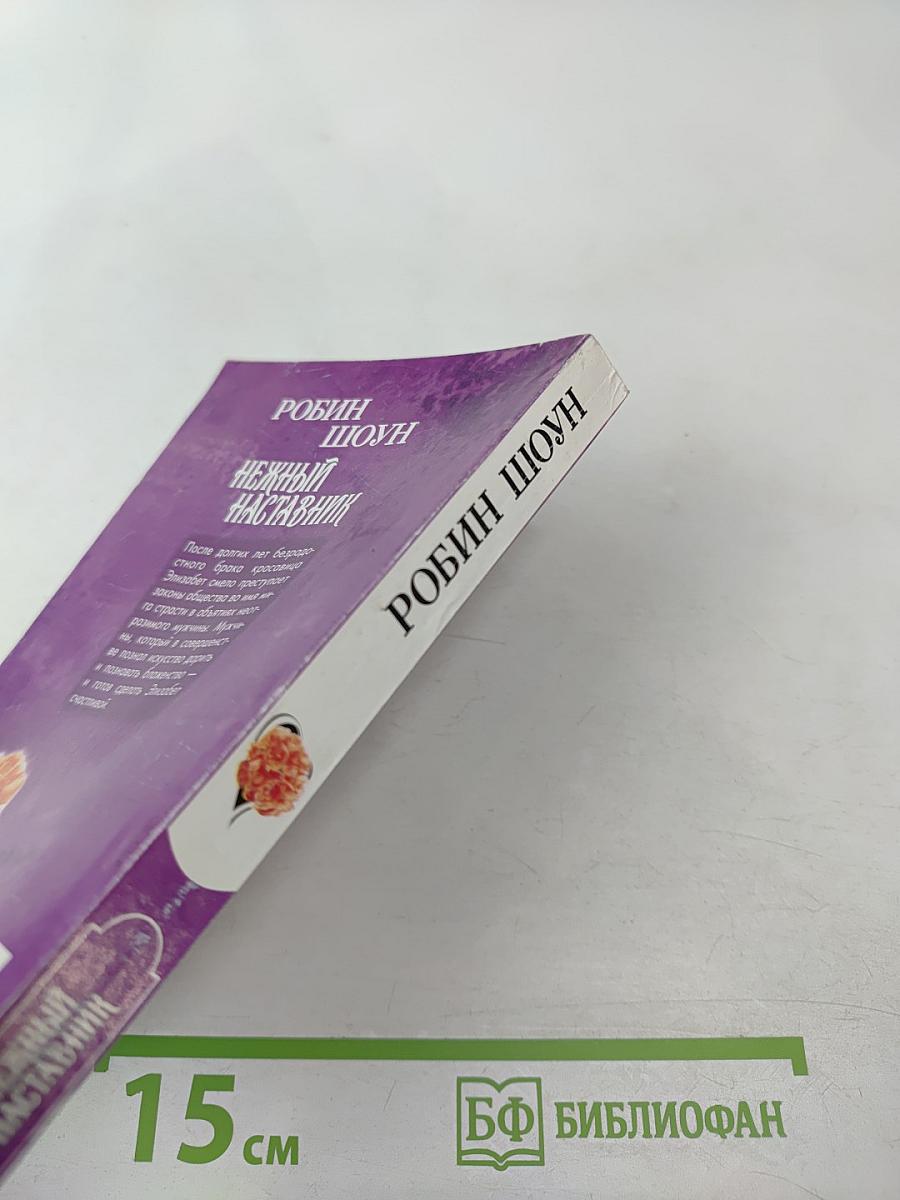 РОБИН
ШОУН
НЕЖНЫЙ
НАСТАВНИК
После долгих лет безрадо-
стного брака красавица
Элизабет смело преступает
законы общества во имя ми-
га страсти в объятиях неот-
разимого мужчины. Мужчи-
ны, который в совершенст-
ве познал искусство дарить
и познавать блаженство —
и готов сделать Элизабет
счастливой.
РОБИН ШОУН
НЕЖНЫЙ
НАСТАВНИК
15 см
БФ БИБЛИОФАН